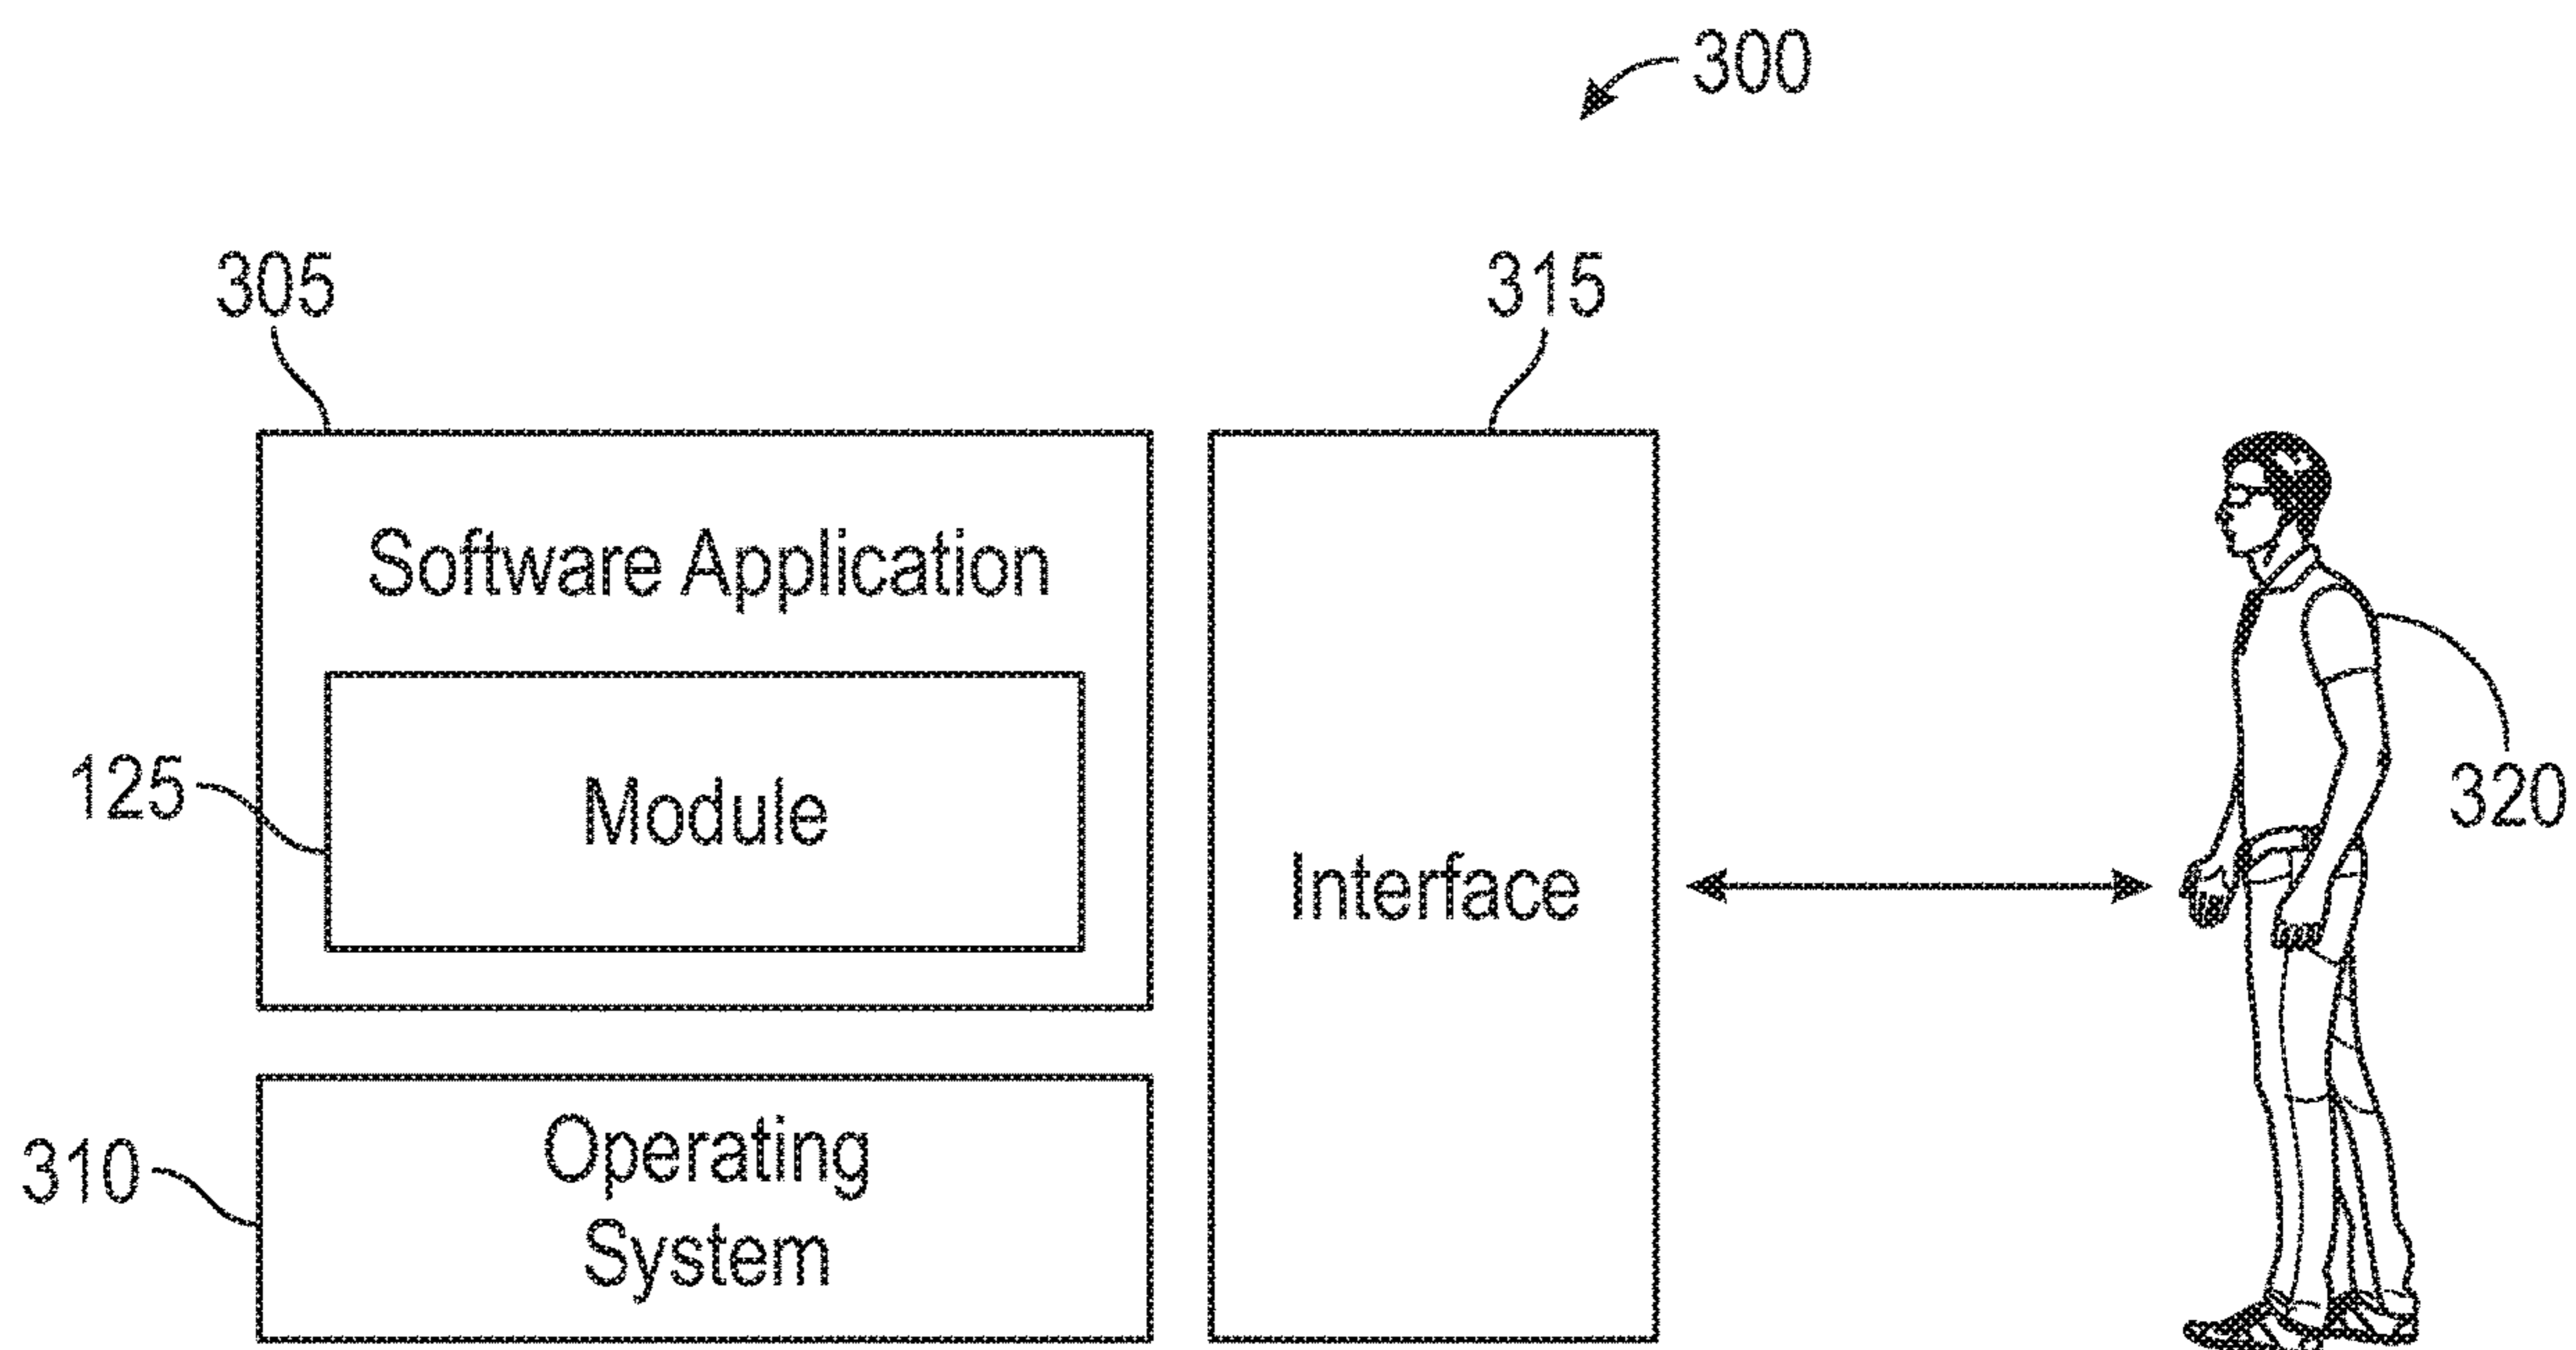 300
305
315
Software Application
125
Module
320
Interface
310
Operating
System